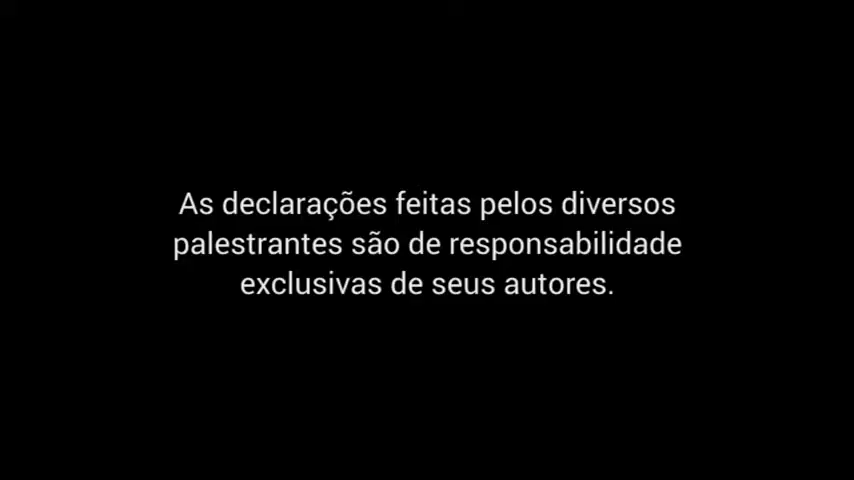 As declarações feitas pelos diversos
palestrantes são de responsabilidade
exclusivas de seus autores.